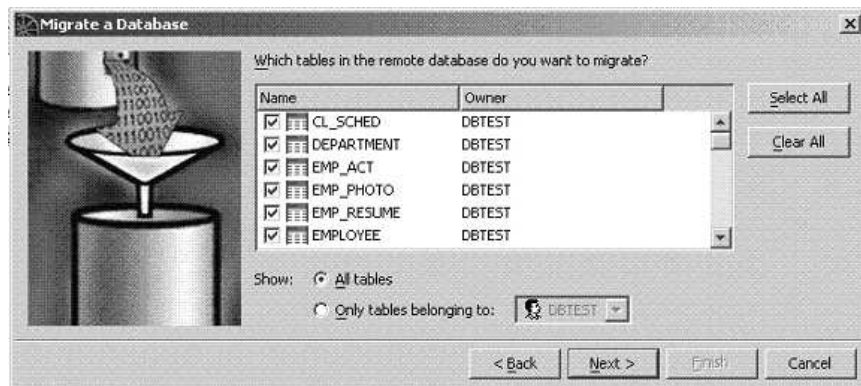 Migrate a Database
Which tables in the remote database do you want to migrate?
Name Owner
CL_SCHED DBTEST
DEPARTMENT DBTEST
EMP_ACT DBTEST
EMP_PHOTO DBTEST
EMP_RESUME DBTEST
EMPLOYEE DBTEST
Select All
Clear All
Show: All tables
Only tables belonging to: DBTEST
< Back Next > Finish Cancel